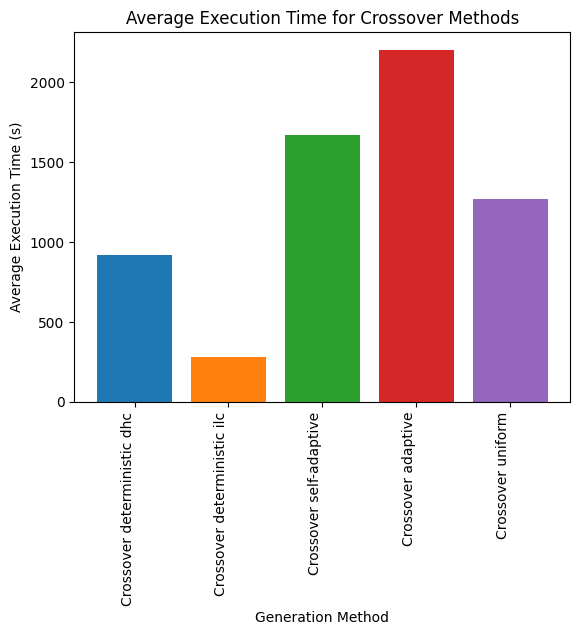 Average Execution Time for Crossover Methods
Average Execution Time (s)
2000
1500
1000
500
0
Crossover deterministic dhc
Crossover deterministic ilc
Crossover self-adaptive
Crossover adaptive
Crossover uniform
Generation Method